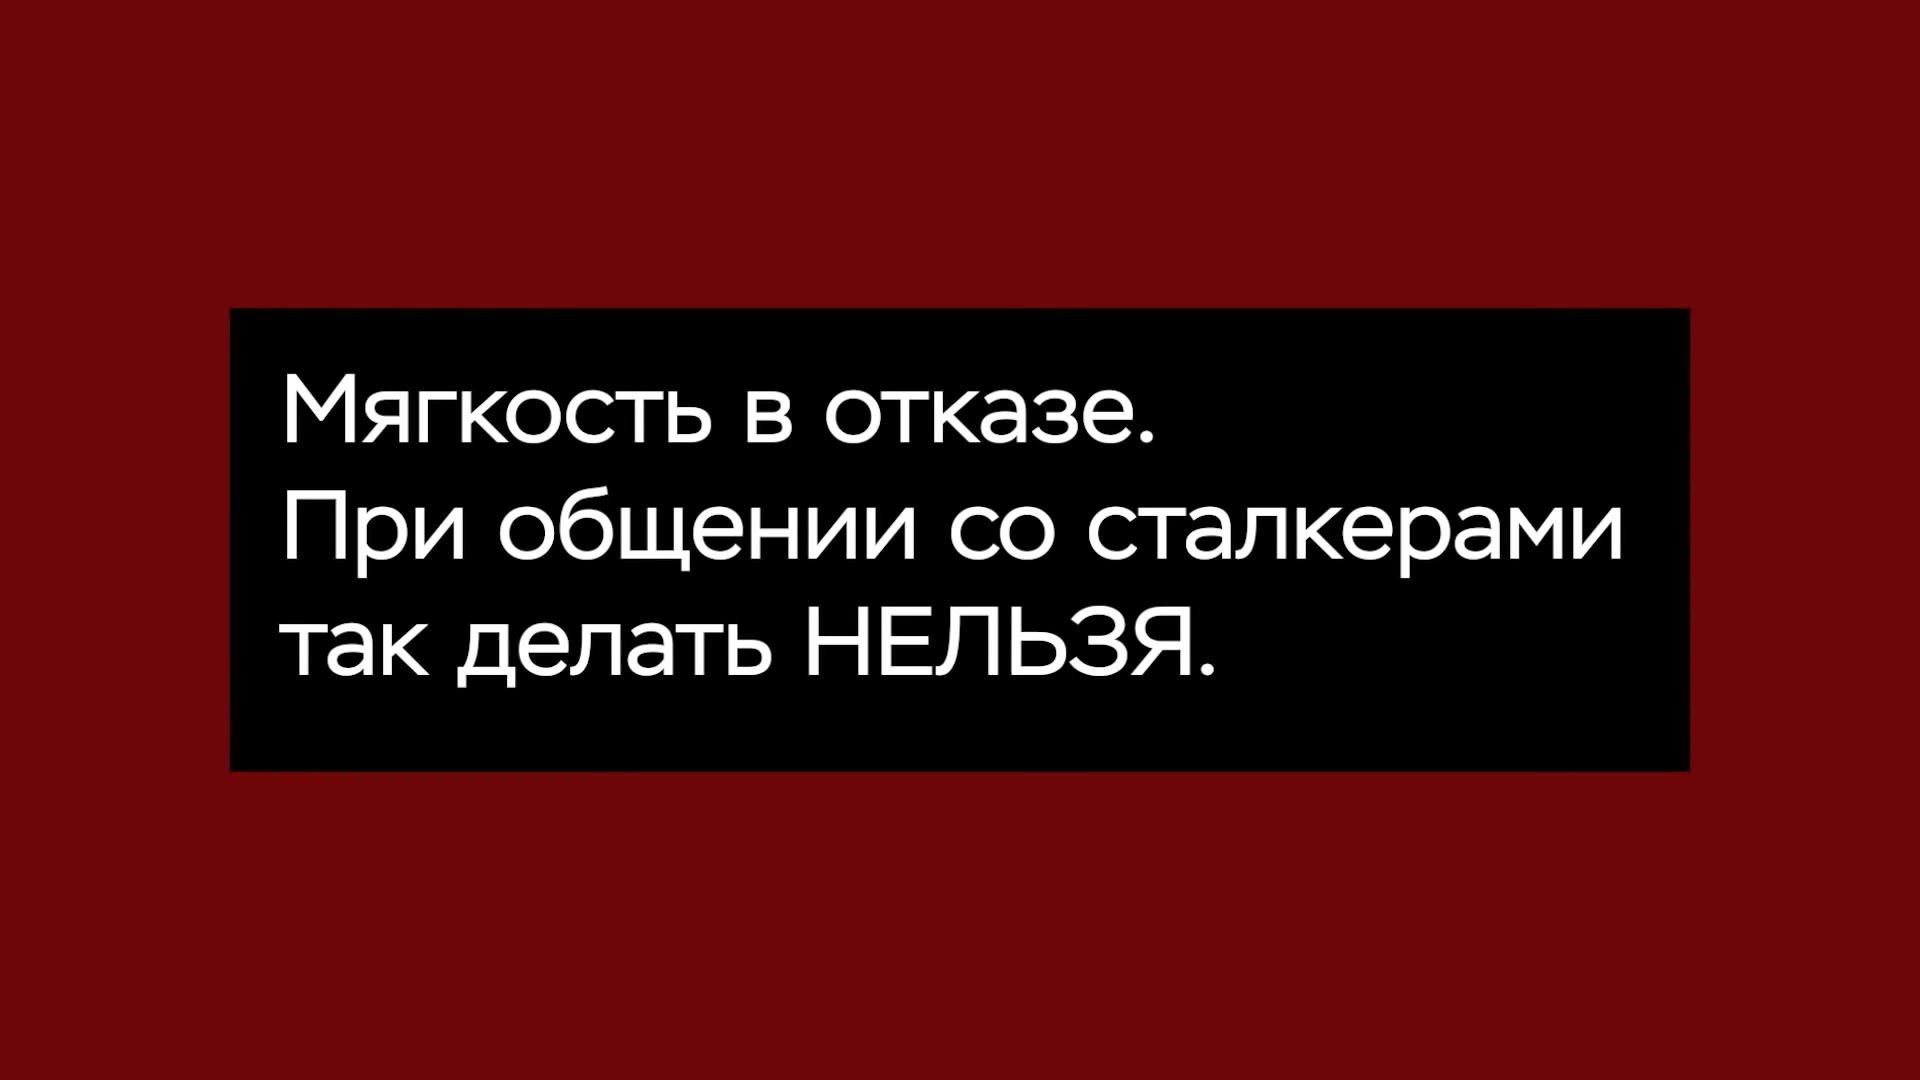 Мягкость в отказе.
При общении со сталкерами
так делать НЕЛЬЗЯ.